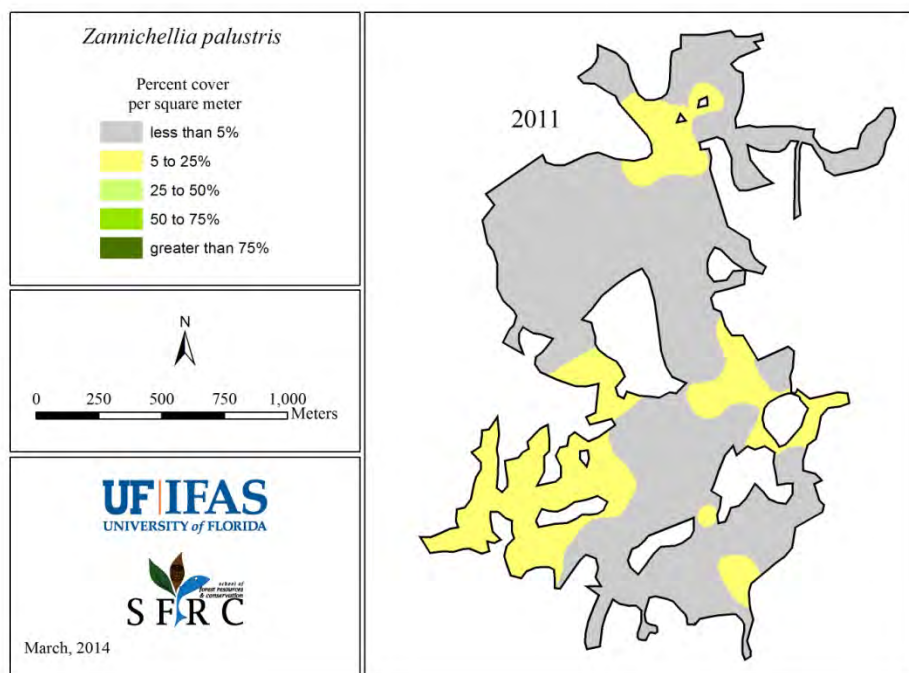 Zannichellia palustris
Percent cover
per square meter
less than 5%
5 to 25%
25 to 50%
50 to 75%
greater than 75%
N
0 250 500 750 1,000
Meters
UF|IFAS
UNIVERSITY of FLORIDA
school of
forest resources
& conservation
SFRC
March, 2014
2011